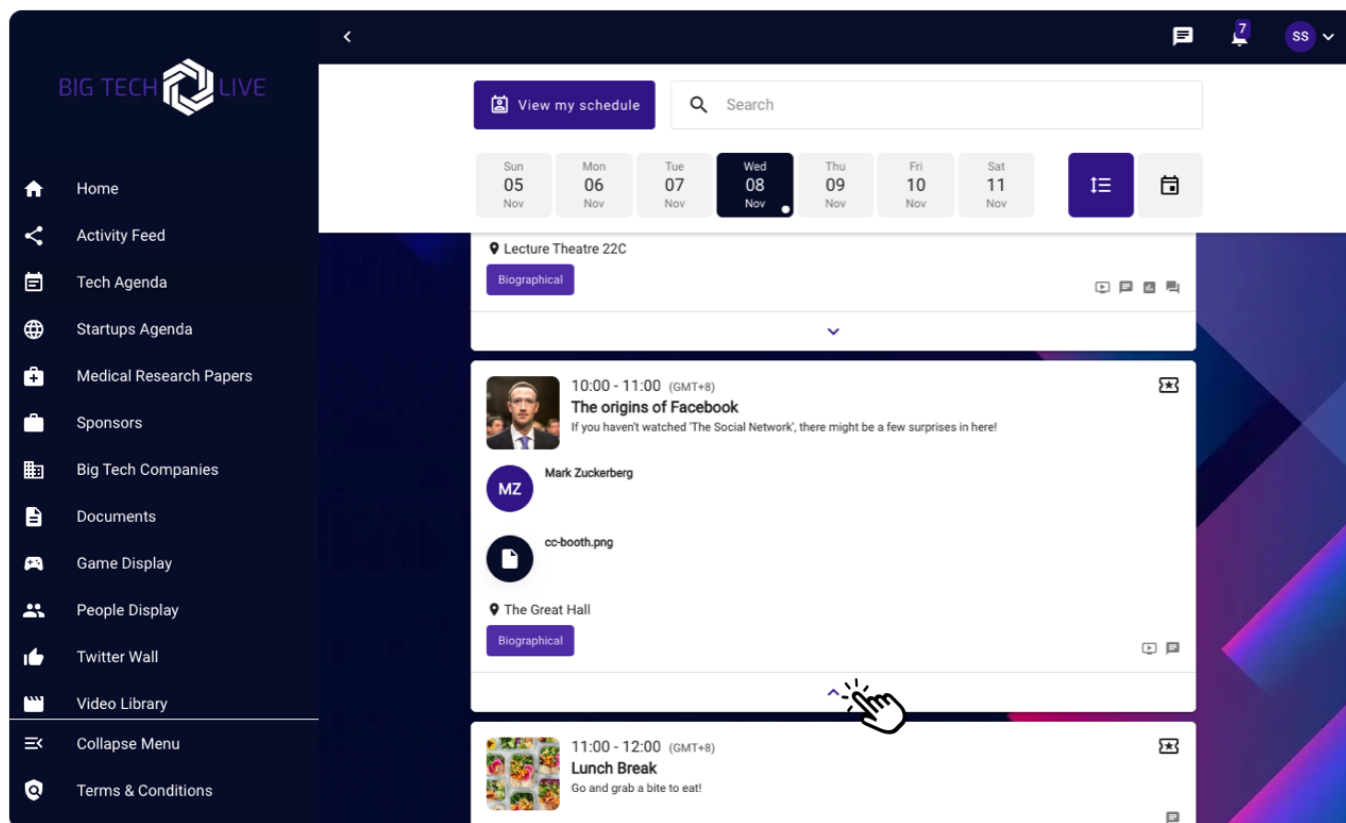 BIG TECH LIVE
Home
Activity Feed
Tech Agenda
Startups Agenda
Medical Research Papers
Sponsors
Big Tech Companies
Documents
Game Display
People Display
Twitter Wall
Video Library
Collapse Menu
Terms & Conditions
7
SS
View my schedule
Search
Sun
05
Nov
Mon
06
Nov
Tue
07
Nov
Wed
08
Nov
Thu
09
Nov
Fri
10
Nov
Sat
11
Nov
Lecture Theatre 22C
Biographical
10:00 - 11:00 (GMT+8)
The origins of Facebook
If you haven't watched 'The Social Network', there might be a few surprises in here!
MZ
Mark Zuckerberg
cc-booth.png
The Great Hall
Biographical
11:00 - 12:00 (GMT+8)
Lunch Break
Go and grab a bite to eat!